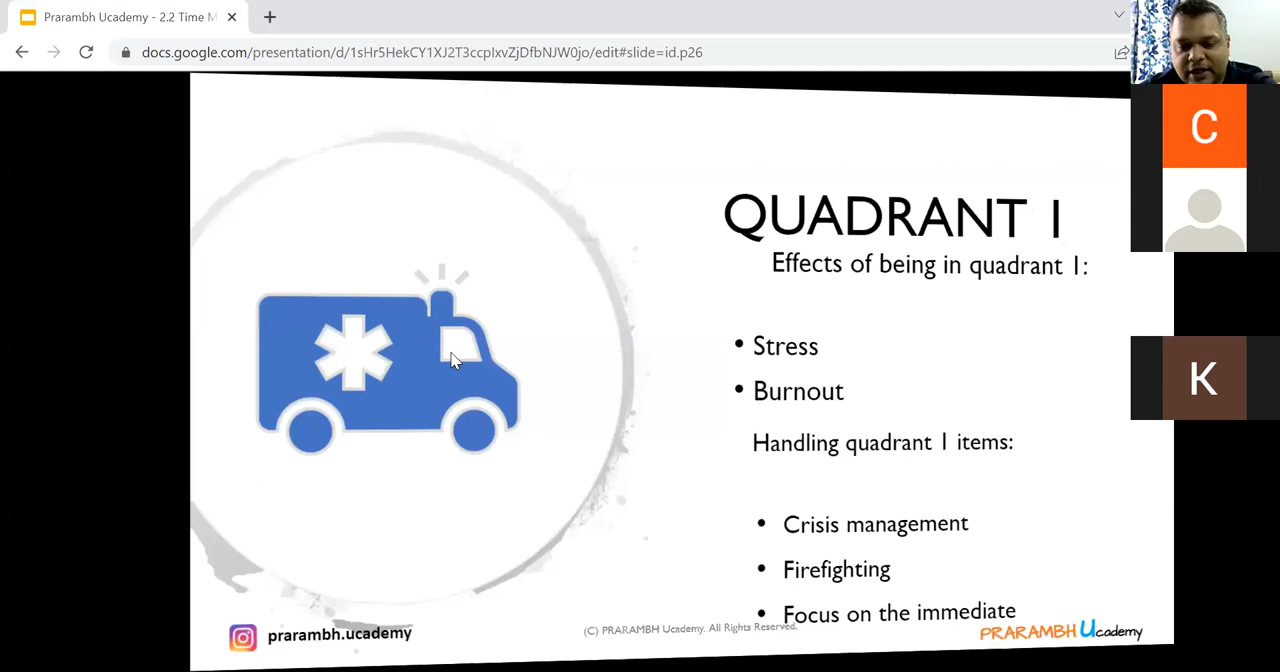 Prarambh Ucademy - 2.2 Time M
docs.google.com/presentation/d/1sHr5HekCY1XJ2T3ccpIxvZjDfbNJW0jo/edit#slide=id.p26
C
QUADRANT 1
Effects of being in quadrant 1:
• Stress
• Burnout
K
Handling quadrant 1 items:
• Crisis management
• Firefighting
• Focus on the immediate
prarambh.ucademy
(C) PRARAMBH Ucademy. All Rights Reserved.
PRARAMBH Ucademy